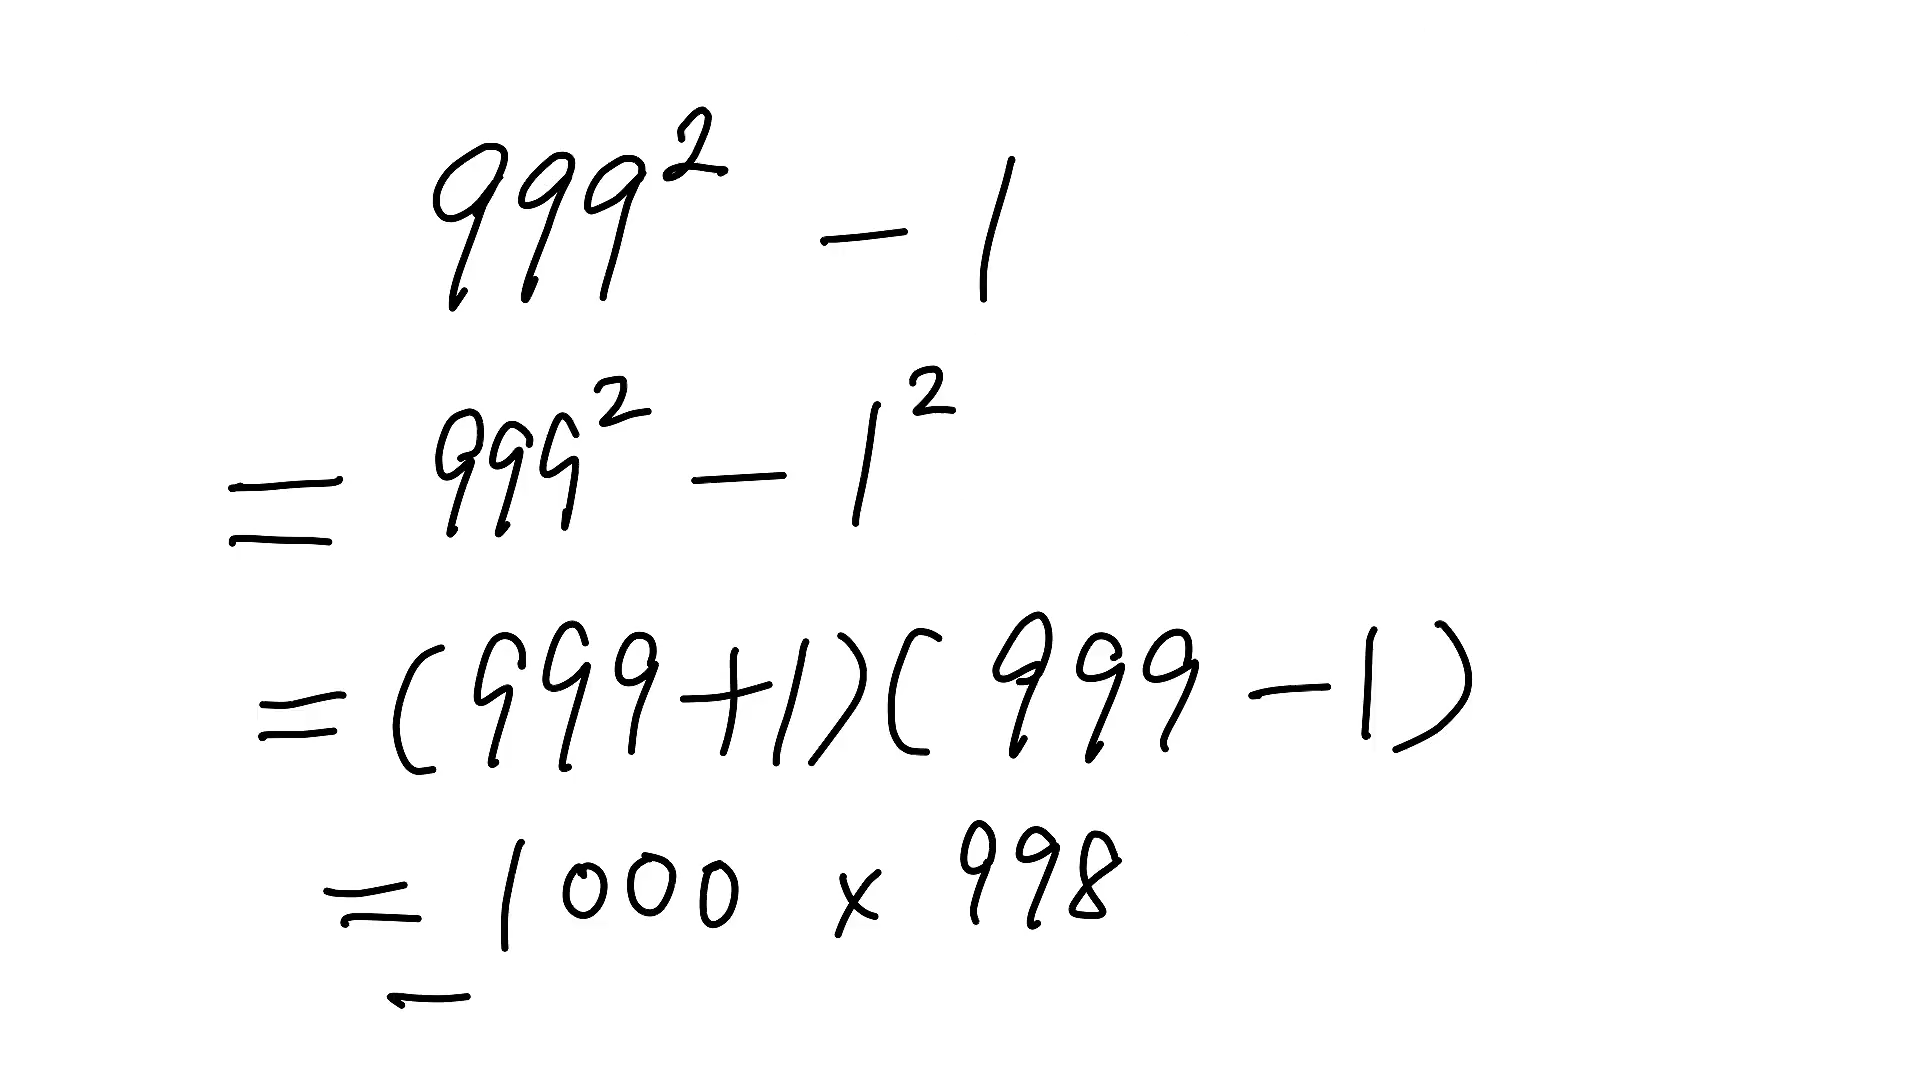 999² - 1
= 999² - 1²
= (999+1)(999-1)
= 1000 x 998
-